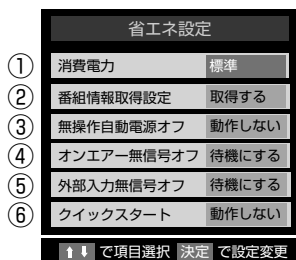 省エネ設定
① 消費電力 標準
② 番組情報取得設定 取得する
③ 無操作自動電源オフ 動作しない
④ オンエアー無信号オフ 待機にする
⑤ 外部入力無信号オフ 待機にする
⑥ クイックスタート 動作しない
⬆⬇ で項目選択 決定 で設定変更